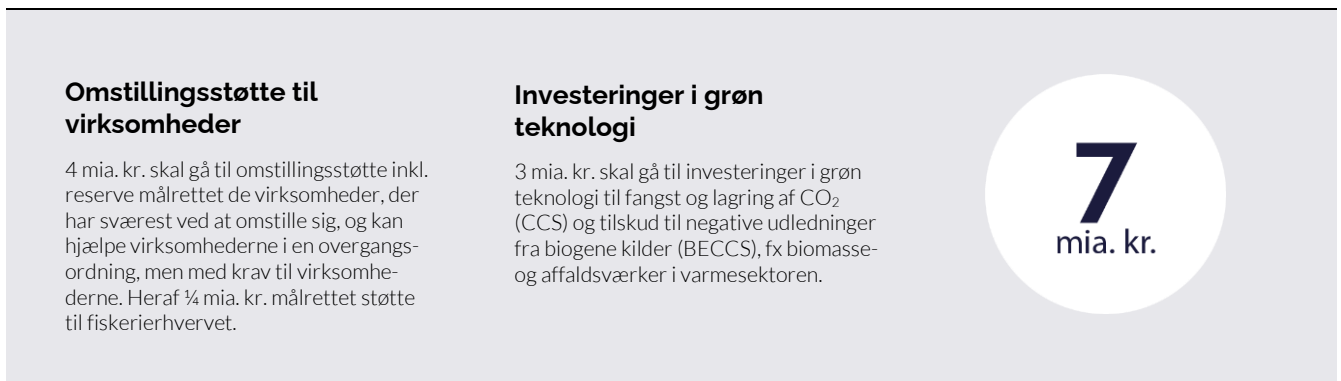 Omstillingsstøtte til
virksomheder
4 mia. kr. skal gå til omstillingsstøtte inkl.
reserve målrettet de virksomheder, der
har sværest ved at omstille sig, og kan
hjælpe virksomhederne i en overgangs-
ordning, men med krav til virksomhe-
derne. Heraf ¼ mia. kr. målrettet støtte
til fiskerierhvervet.
Investeringer i grøn
teknologi
3 mia. kr. skal gå til investeringer i grøn
teknologi til fangst og lagring af CO₂
(CCS) og tilskud til negative udledninger
fra biogene kilder (BECCS), fx biomasse-
og affaldsværker i varmesektoren.
7
mia. kr.